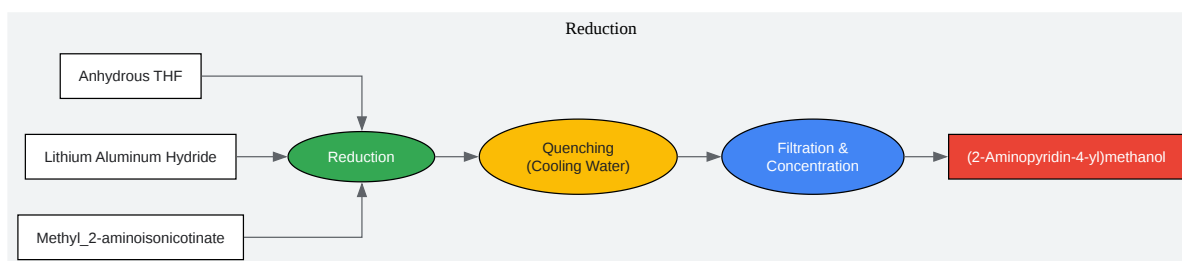 Reduction
Anhydrous THF
Lithium Aluminum Hydride
Methyl_2-aminoisonicotinate
Reduction
Quenching
(Cooling Water)
Filtration &
Concentration
(2-Aminopyridin-4-yl)methanol